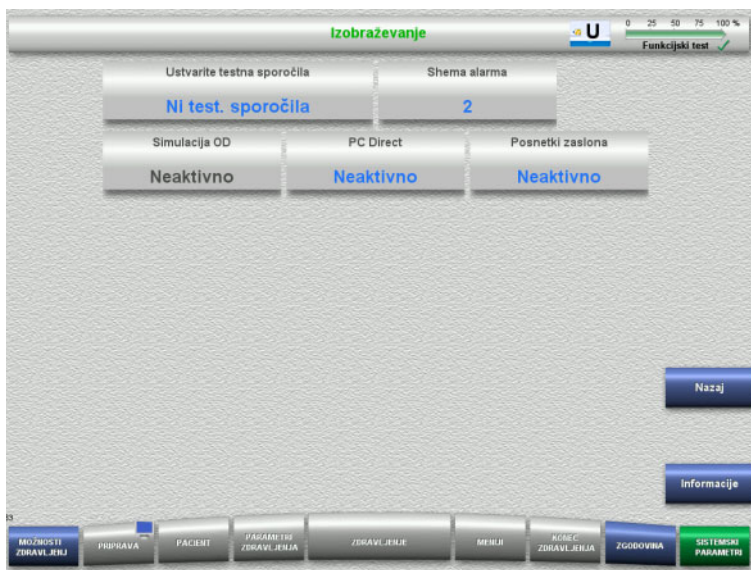 Izobraževanje
U
0 25 50 75 100 %
Funkcijski test
Ustvarite testna sporočila
Shema alarma
Ni test. sporočila
2
Simulacija OD
PC Direct
Posnetki zaslona
Neaktivno
Neaktivno
Neaktivno
Nazaj
Informacije
MOŽNOSTI ZDRAVLJENJ
PRIPRAVA
PACIENT
PARAMETRI ZDRAVLJENJA
ZDRAVLJENJE
MENIJI
KONEC ZDRAVLJENJA
ZGODOVINA
SISTEMSKI PARAMETRI